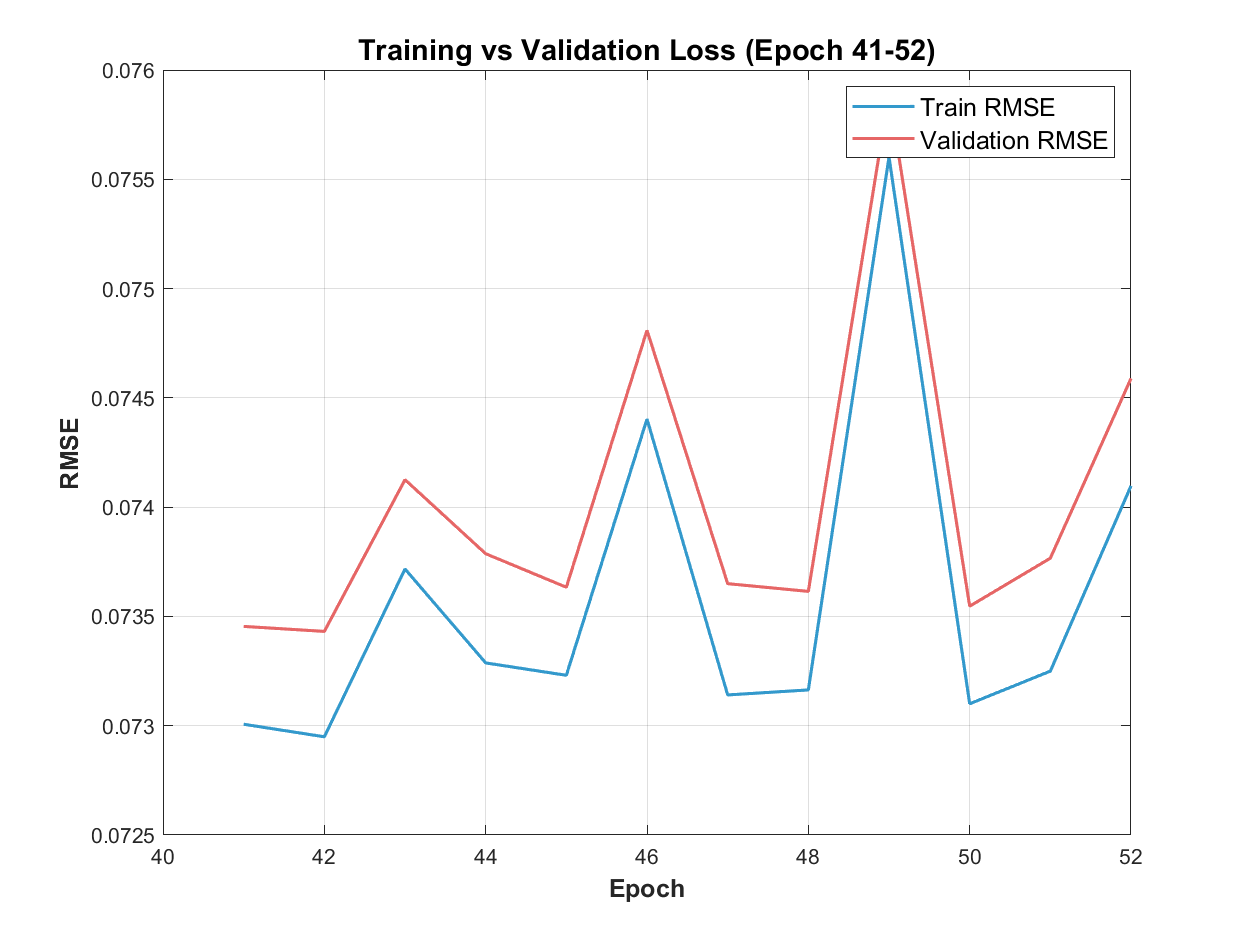 Training vs Validation Loss (Epoch 41-52)
0.076
Train RMSE
Validation RMSE
0.0755
0.075
0.0745
0.074
0.0735
0.073
0.0725
RMSE
40 42 44 46 48 50 52
Epoch